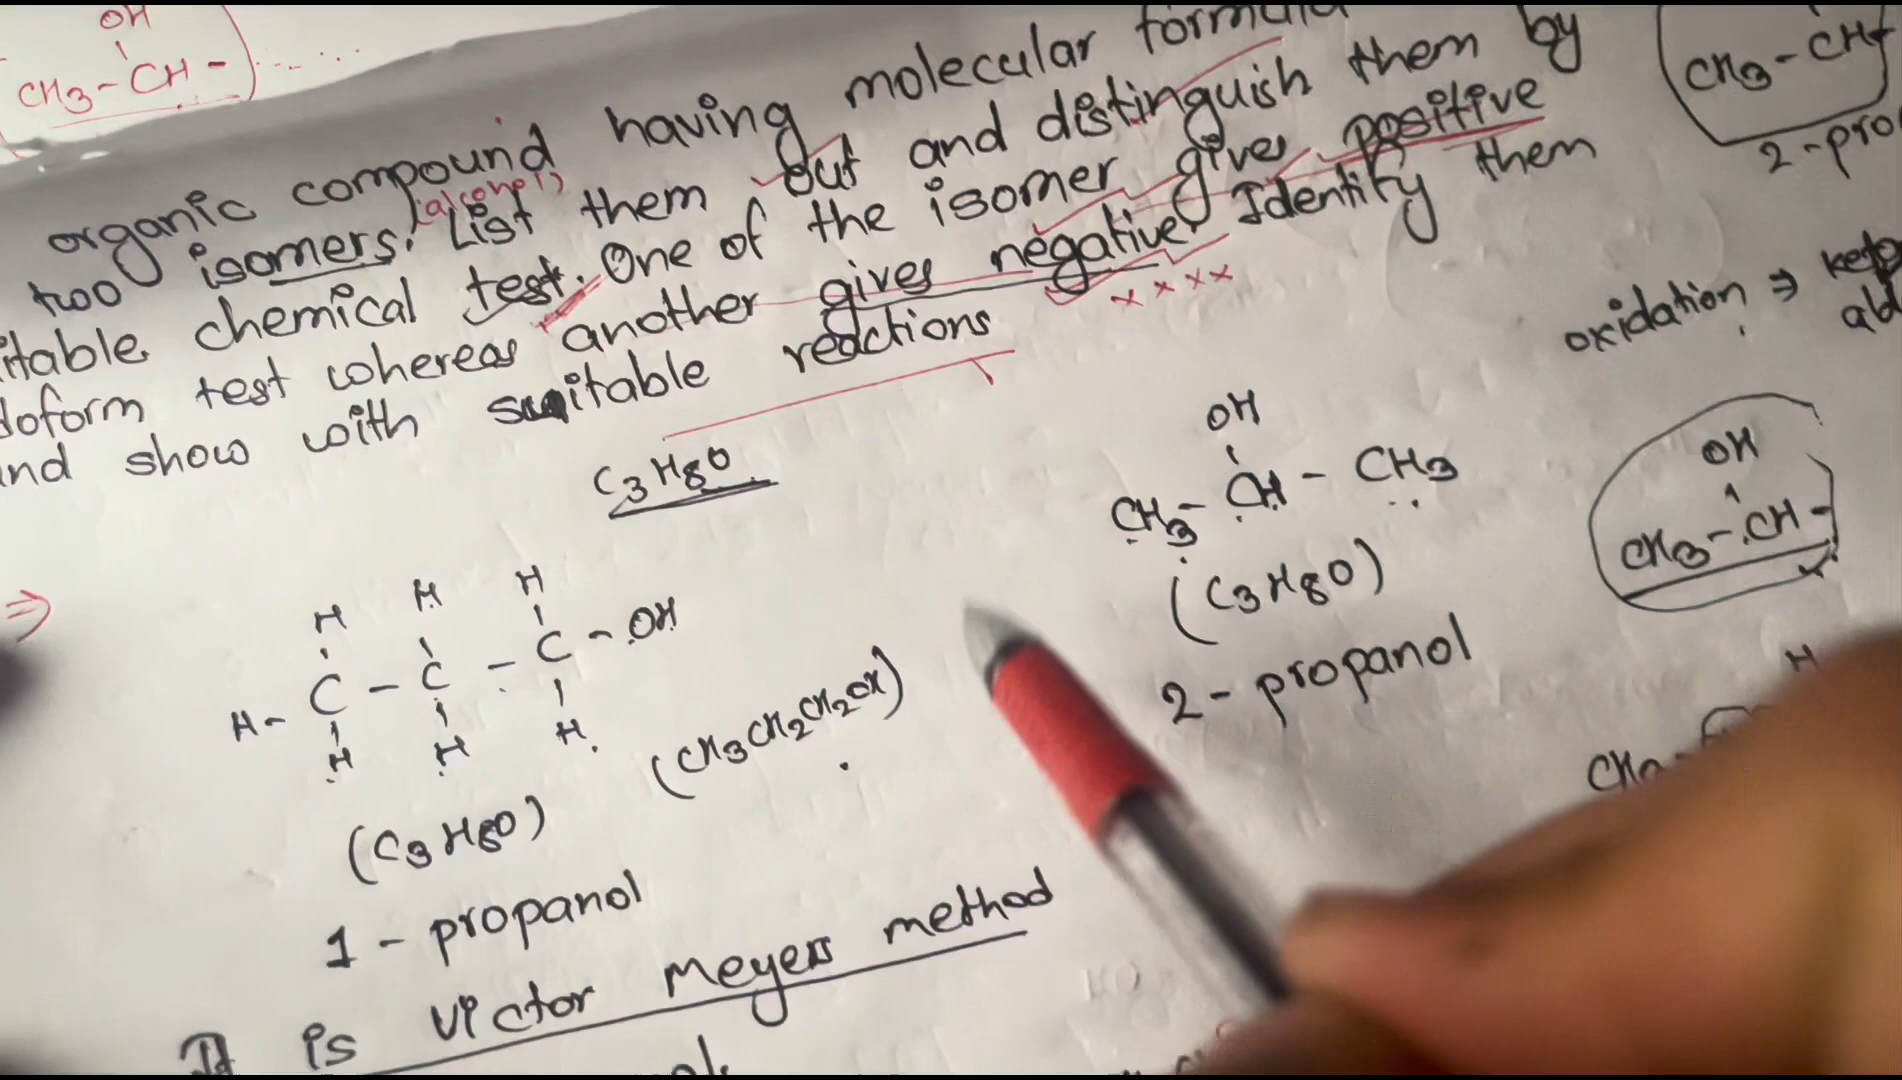 OH
CH3-CH-
organic compound having molecular formula
two isomers. List them out and distinguish them by
(alcohol)
itable chemical test. One of the isomer gives positive
doform test whereas another gives negative. Identify them
and show with suitable reactions
xxxx
C3H8O
CH3-CH
2-pro
oxidation ⇒ keto
ald
OH
CH3-CH-CH3
(C3H8O)
2-propanol
OH
CH3-CH-
⇒
H H H
H-C-C-C-OH
H H H
(CH3CH2CH2OH)
(C3H8O)
1-propanol
H
It is victor Meyers method